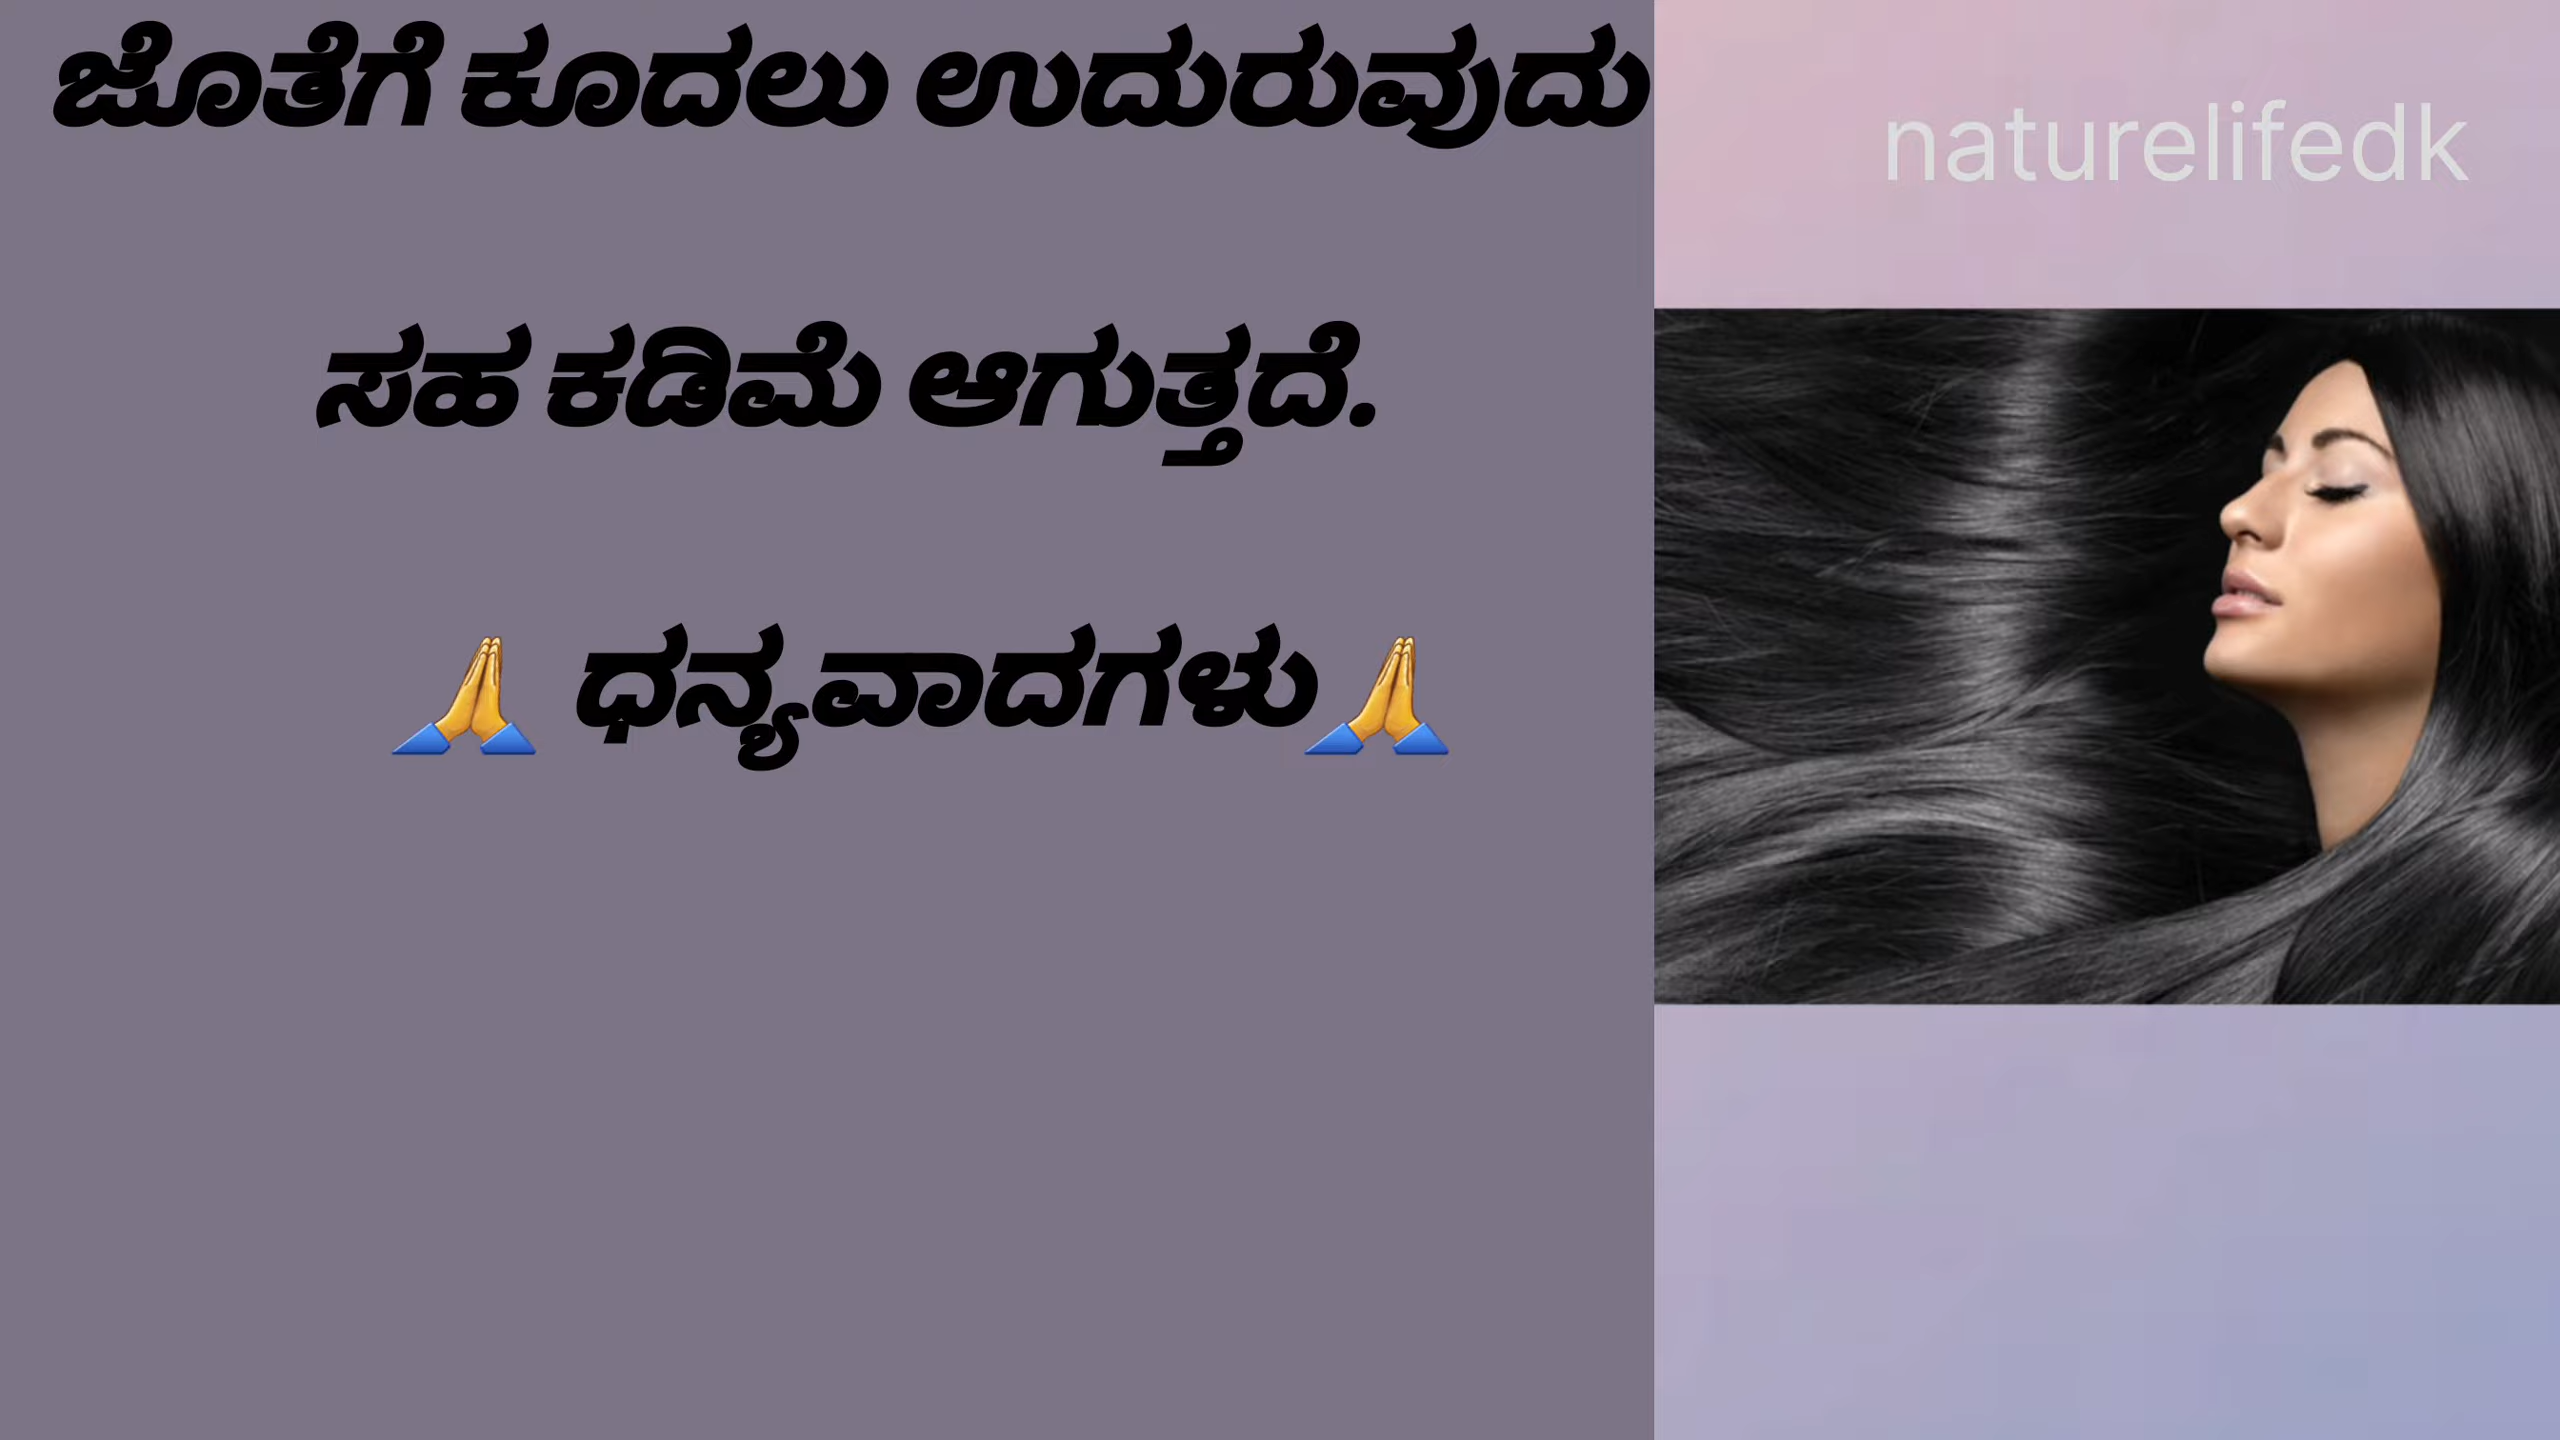 ಜೊತೆಗೆ ಕೂದಲು ಉದುರುವುದು
ಸಹ ಕಡಿಮೆ ಆಗುತ್ತದೆ.
🙏 ಧನ್ಯವಾದಗಳು🙏
naturelifedk